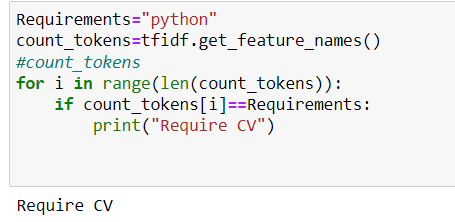 Requirements="python"
count_tokens=tfidf.get_feature_names()
#count_tokens
for i in range(len(count_tokens)):
    if count_tokens[i]==Requirements:
        print("Require CV")
Require CV